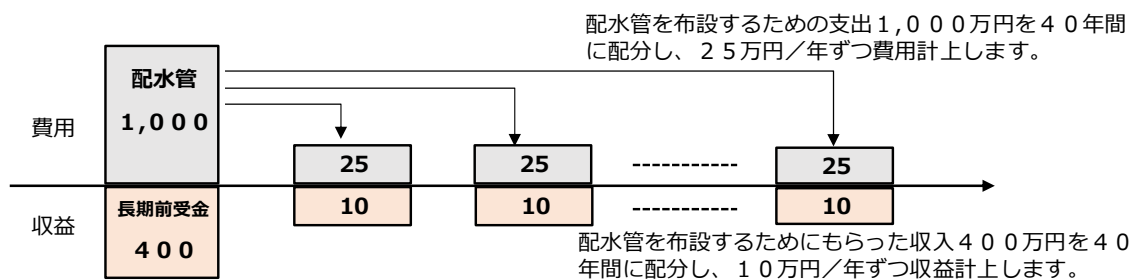 配水管を布設するための支出１,０００万円を４０年間
に配分し、２５万円／年ずつ費用計上します。
配水管
１,０００
費用
25
25
-----------
25
収益
長期前受金
４００
10
10
-----------
10
配水管を布設するためにもらった収入４００万円を４０
年間に配分し、１０万円／年ずつ収益計上します。